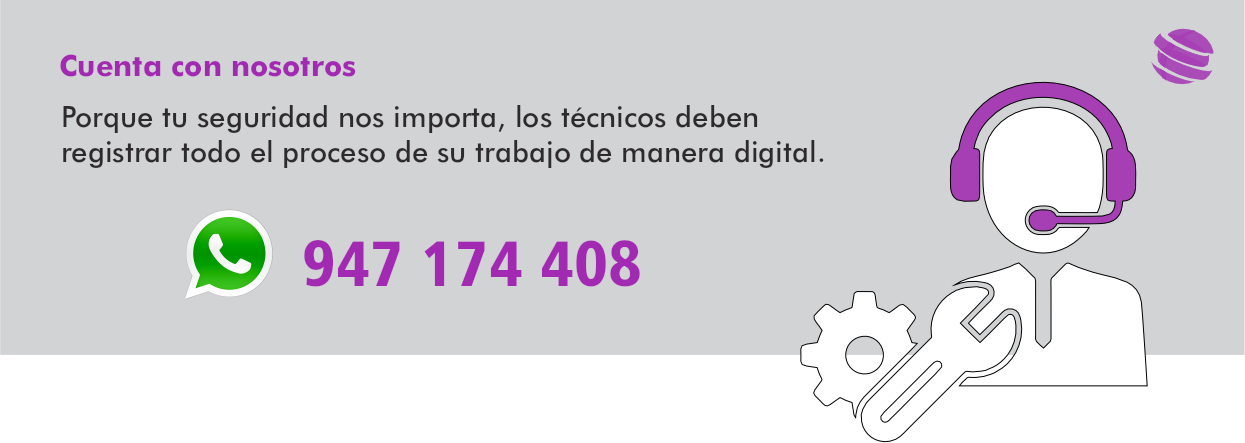 Cuenta con nosotros
Porque tu seguridad nos importa, los técnicos deben
registrar todo el proceso de su trabajo de manera digital.
947 174 408